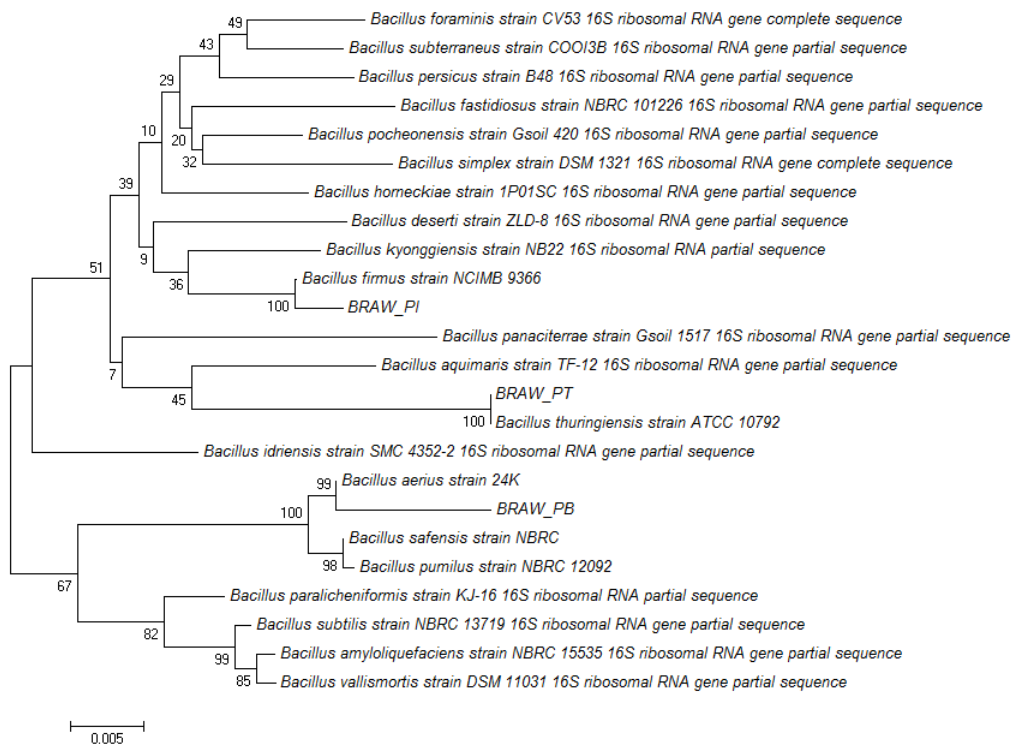 49
Bacillus foraminis strain CV53 16S ribosomal RNA gene complete sequence
43
Bacillus subterraneus strain COOI3B 16S ribosomal RNA gene partial sequence
29
Bacillus persicus strain B48 16S ribosomal RNA gene partial sequence
Bacillus fastidiosus strain NBRC 101226 16S ribosomal RNA gene partial sequence
10
20
Bacillus pocheonensis strain Gsoil 420 16S ribosomal RNA gene partial sequence
32
Bacillus simplex strain DSM 1321 16S ribosomal RNA gene complete sequence
39
Bacillus horneckiae strain 1P01SC 16S ribosomal RNA gene partial sequence
Bacillus deserti strain ZLD-8 16S ribosomal RNA gene partial sequence
9
Bacillus kyonggiensis strain NB22 16S ribosomal RNA partial sequence
51
36
Bacillus firmus strain NCIMB 9366
100
BRAW_PI
Bacillus panaciterrae strain Gsoil 1517 16S ribosomal RNA gene partial sequence
7
Bacillus aquimaris strain TF-12 16S ribosomal RNA gene partial sequence
45
BRAW_PT
100
Bacillus thuringiensis strain ATCC 10792
Bacillus idriensis strain SMC 4352-2 16S ribosomal RNA gene partial sequence
99
Bacillus aerius strain 24K
100
BRAW_PB
Bacillus safensis strain NBRC
98
Bacillus pumilus strain NBRC 12092
67
Bacillus paralicheniformis strain KJ-16 16S ribosomal RNA partial sequence
82
Bacillus subtilis strain NBRC 13719 16S ribosomal RNA gene partial sequence
99
Bacillus amyloliquefaciens strain NBRC 15535 16S ribosomal RNA gene partial sequence
85
Bacillus vallismortis strain DSM 11031 16S ribosomal RNA gene partial sequence
0.005